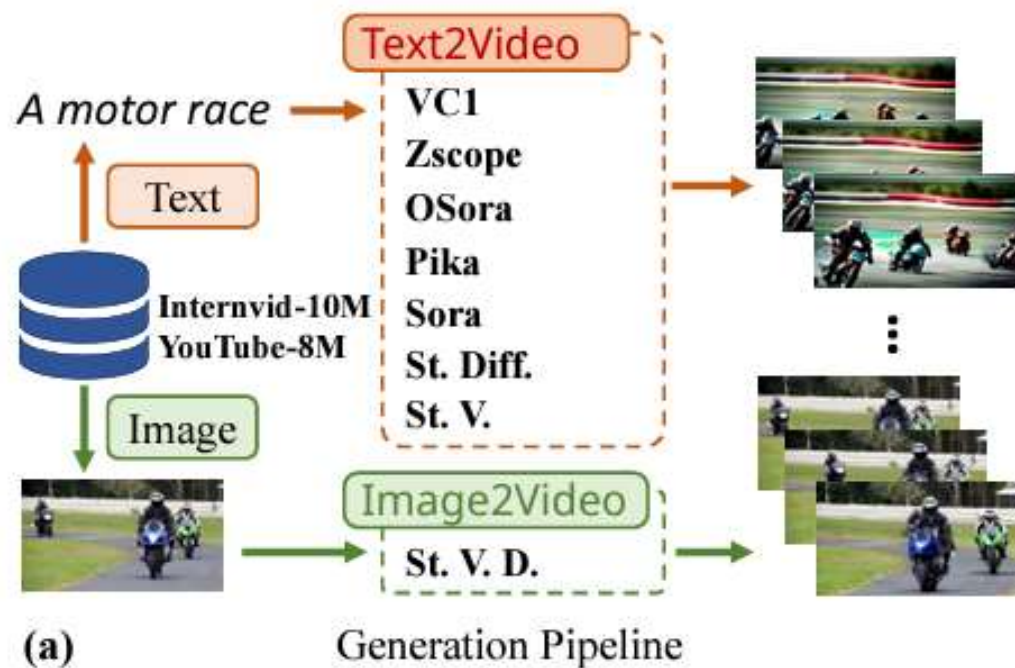 Text2Video
A motor race
VC1
Zscope
OSora
Pika
Sora
St. Diff.
St. V.
Text
Internvid-10M
YouTube-8M
Image
Image2Video
St. V. D.
(a) Generation Pipeline